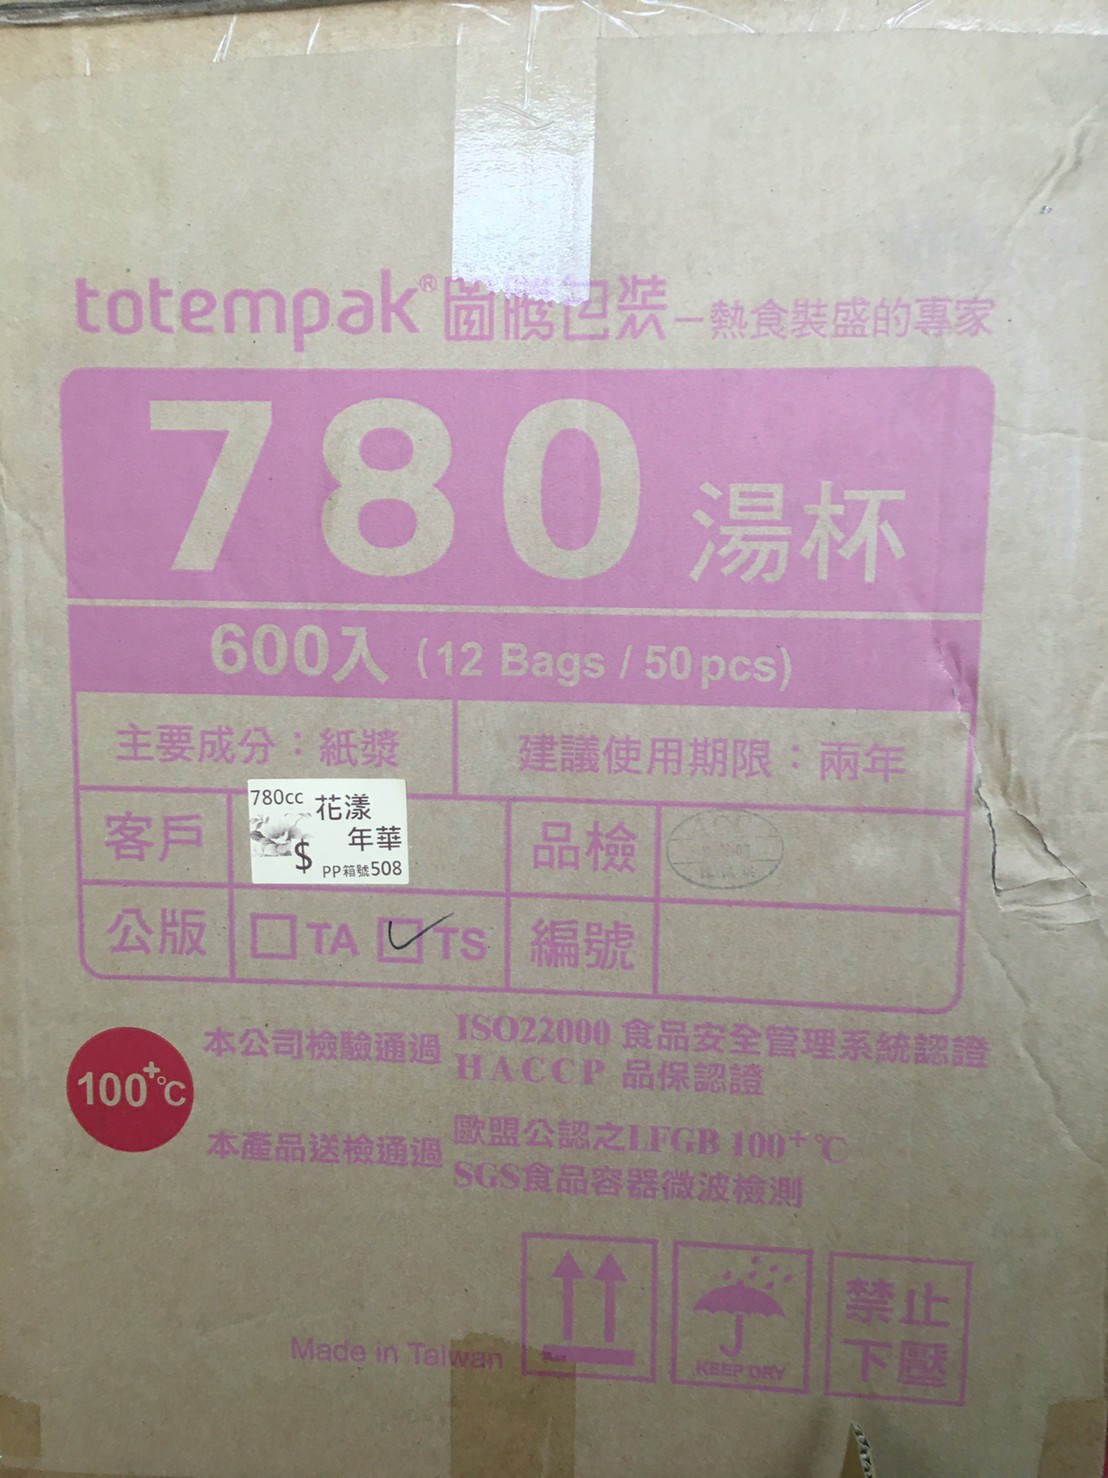 totempak® 圖騰包裝－熱食裝盛的專家
780 湯杯
600入 (12 Bags / 50pcs)
主要成分：紙漿
建議使用期限：兩年
客戶
780cc 花漾
年華
$ PP箱號508
品檢
公版
TA TS
編號
100⁺℃
本公司檢驗通過
ISO22000 食品安全管理系統認證
HACCP 品保認證
本產品送檢通過
歐盟公認之LFGB 100⁺℃
SGS食品容器微波檢測
Made in Taiwan
KEEP DRY
禁止
下壓